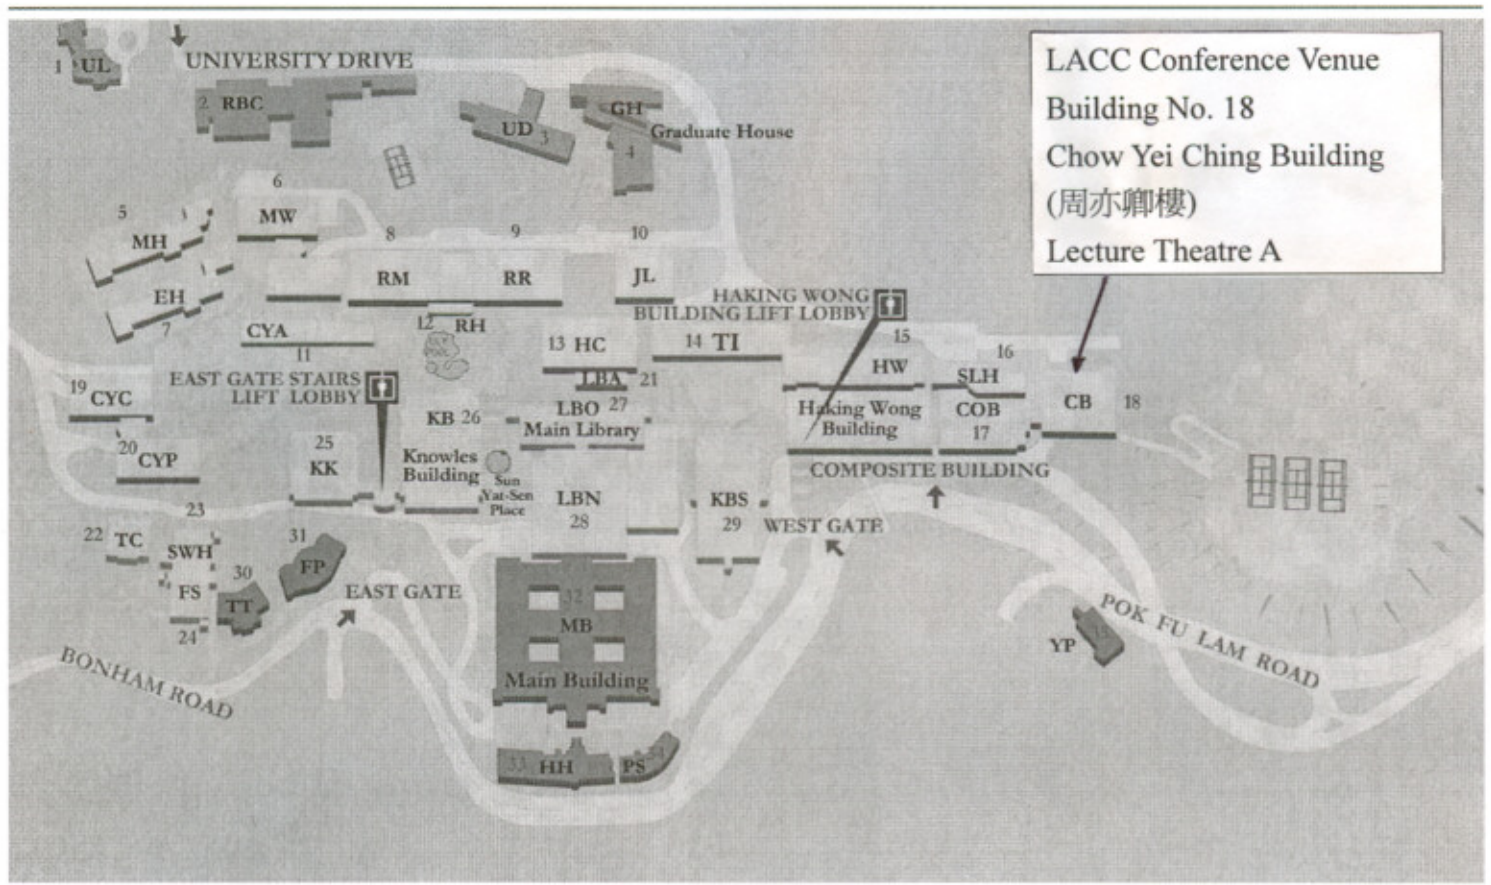 UNIVERSITY DRIVE
1 UL
2 RBC
UD 3
GH
Graduate House
4
LACC Conference Venue
Building No. 18
Chow Yei Ching Building
(周亦卿樓)
Lecture Theatre A
5
MH
6
MW
8
RM
9
RR
10
JL
EH
7
CYA
11
12 RH
13 HC
14 TI
HAKING WONG
BUILDING LIFT LOBBY
15
HW
16
SLH
COB
17
CB
18
EAST GATE STAIRS
LIFT LOBBY
19
CYC
20
CYP
25
KK
KB 26
Knowles
Building
Sun
Yat-Sen
Place
LBA 21
LBO 27
Main Library
LBN
28
Haking Wong
Building
COMPOSITE BUILDING
KBS
29
WEST GATE
22 TC
23
SWH
FS
24
30
TT
31
FP
EAST GATE
32
MB
Main Building
33 HH
PS 34
YP
POK FU LAM ROAD
BONHAM ROAD